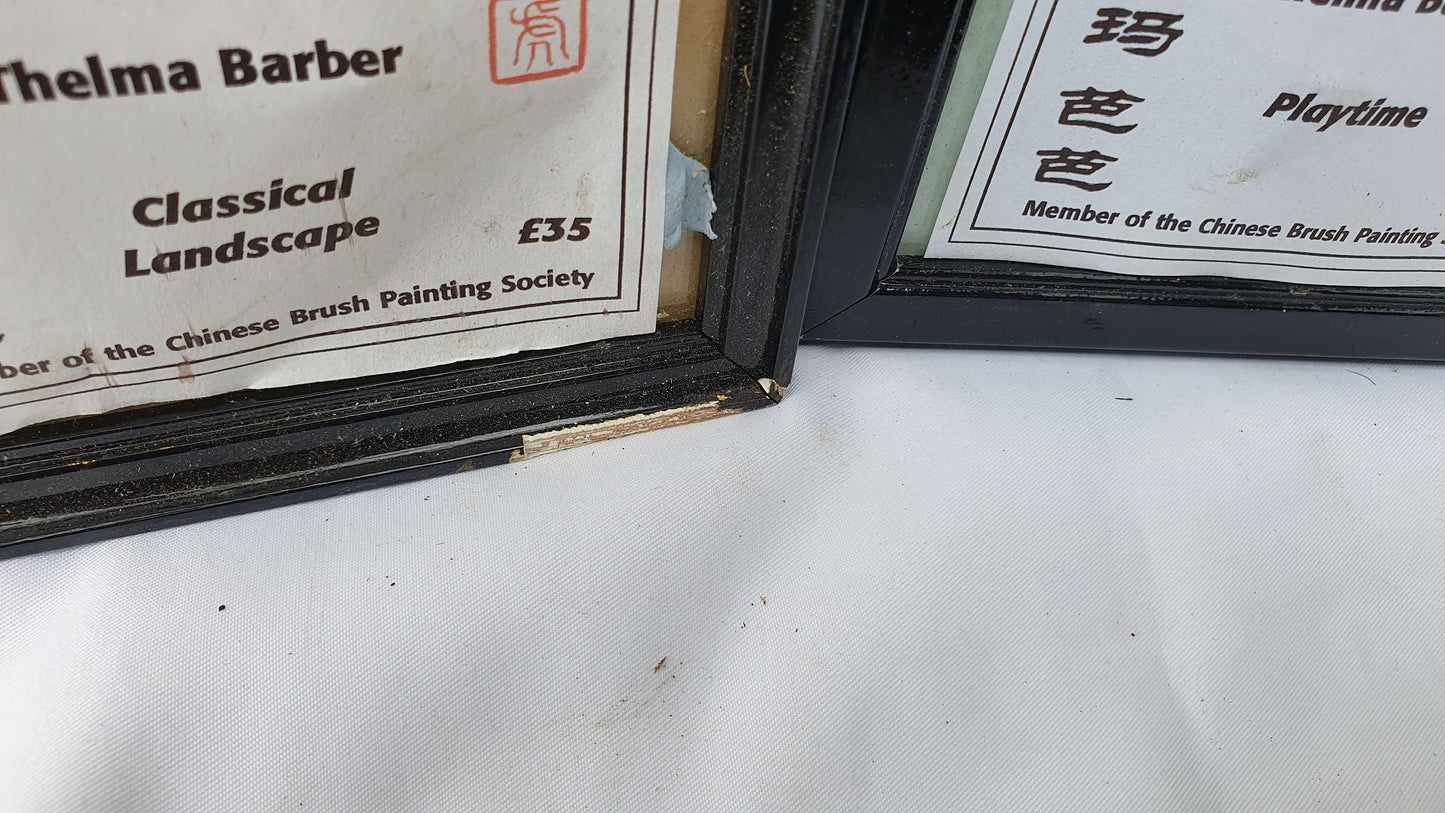 Thelma Barber
虎
Classical
Landscape
£35
of the Chinese Brush Painting Society
玛
芭
芭
Playtime
Member of the Chinese Brush Painting